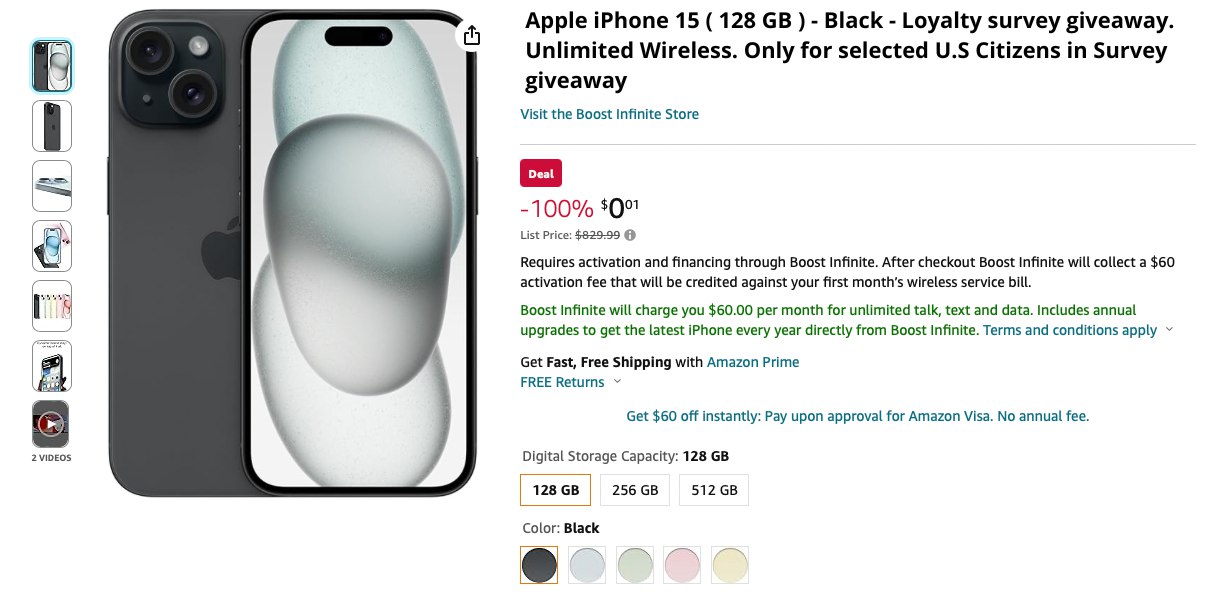 Apple iPhone 15 ( 128 GB ) - Black - Loyalty survey giveaway.
Unlimited Wireless. Only for selected U.S Citizens in Survey
giveaway
Visit the Boost Infinite Store
Deal
-100% $0 01
List Price: $829.99
Requires activation and financing through Boost Infinite. After checkout Boost Infinite will collect a $60
activation fee that will be credited against your first month's wireless service bill.
Boost Infinite will charge you $60.00 per month for unlimited talk, text and data. Includes annual
upgrades to get the latest iPhone every year directly from Boost Infinite. Terms and conditions apply
Get Fast, Free Shipping with Amazon Prime
FREE Returns
Get $60 off instantly: Pay upon approval for Amazon Visa. No annual fee.
2 VIDEOS
Digital Storage Capacity: 128 GB
128 GB 256 GB 512 GB
Color: Black